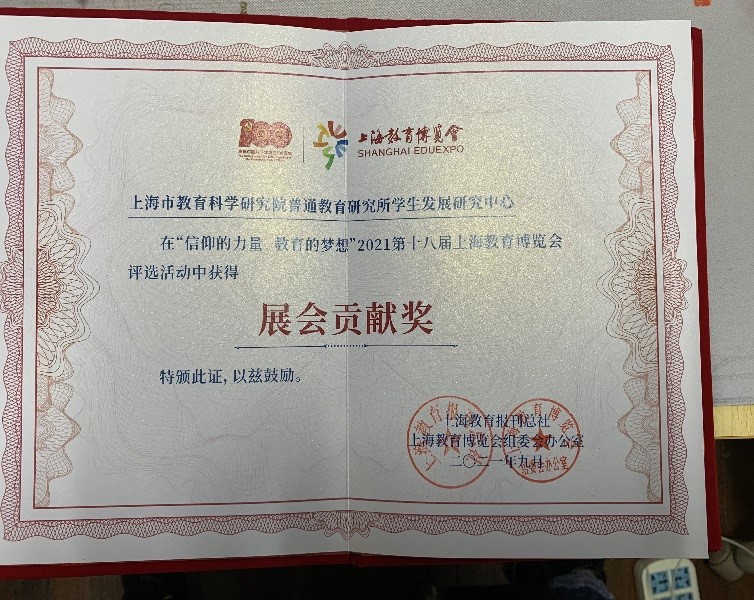 100
上海教育博览会
SHANGHAI EDUEXPO
上海市教育科学研究院普通教育研究所学生发展研究中心
在“信仰的力量 教育的梦想”2021第十八届上海教育博览会
评选活动中获得
展会贡献奖
特颁此证，以兹鼓励。
上海教育报刊总社
上海教育博览会组委会办公室
二〇二一年九月